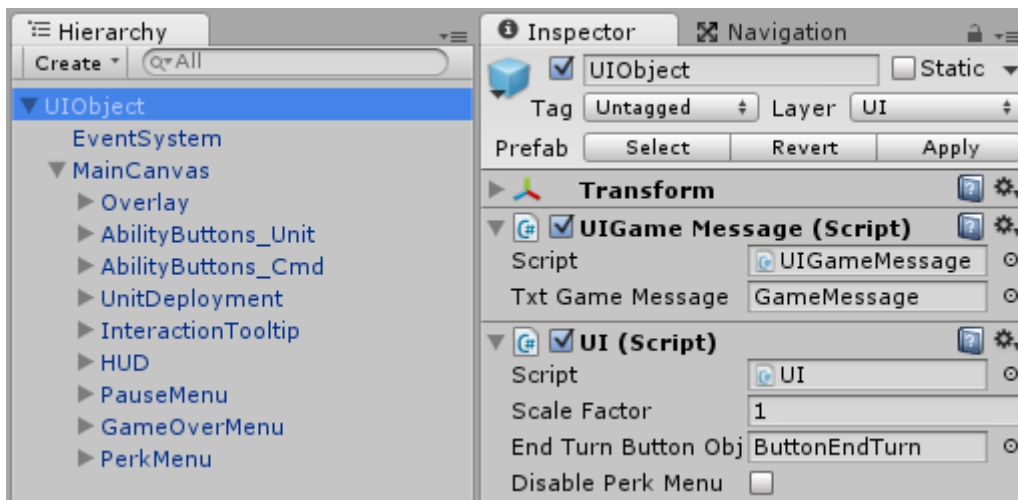 Hierarchy
Create
All
UIObject
EventSystem
MainCanvas
Overlay
AbilityButtons_Unit
AbilityButtons_Cmd
UnitDeployment
InteractionTooltip
HUD
PauseMenu
GameOverMenu
PerkMenu
Inspector Navigation
UIObject Static
Tag Untagged Layer UI
Prefab Select Revert Apply
Transform
UIGame Message (Script)
Script UIGameMessage
Txt Game Message GameMessage
UI (Script)
Script UI
Scale Factor 1
End Turn Button Obj ButtonEndTurn
Disable Perk Menu